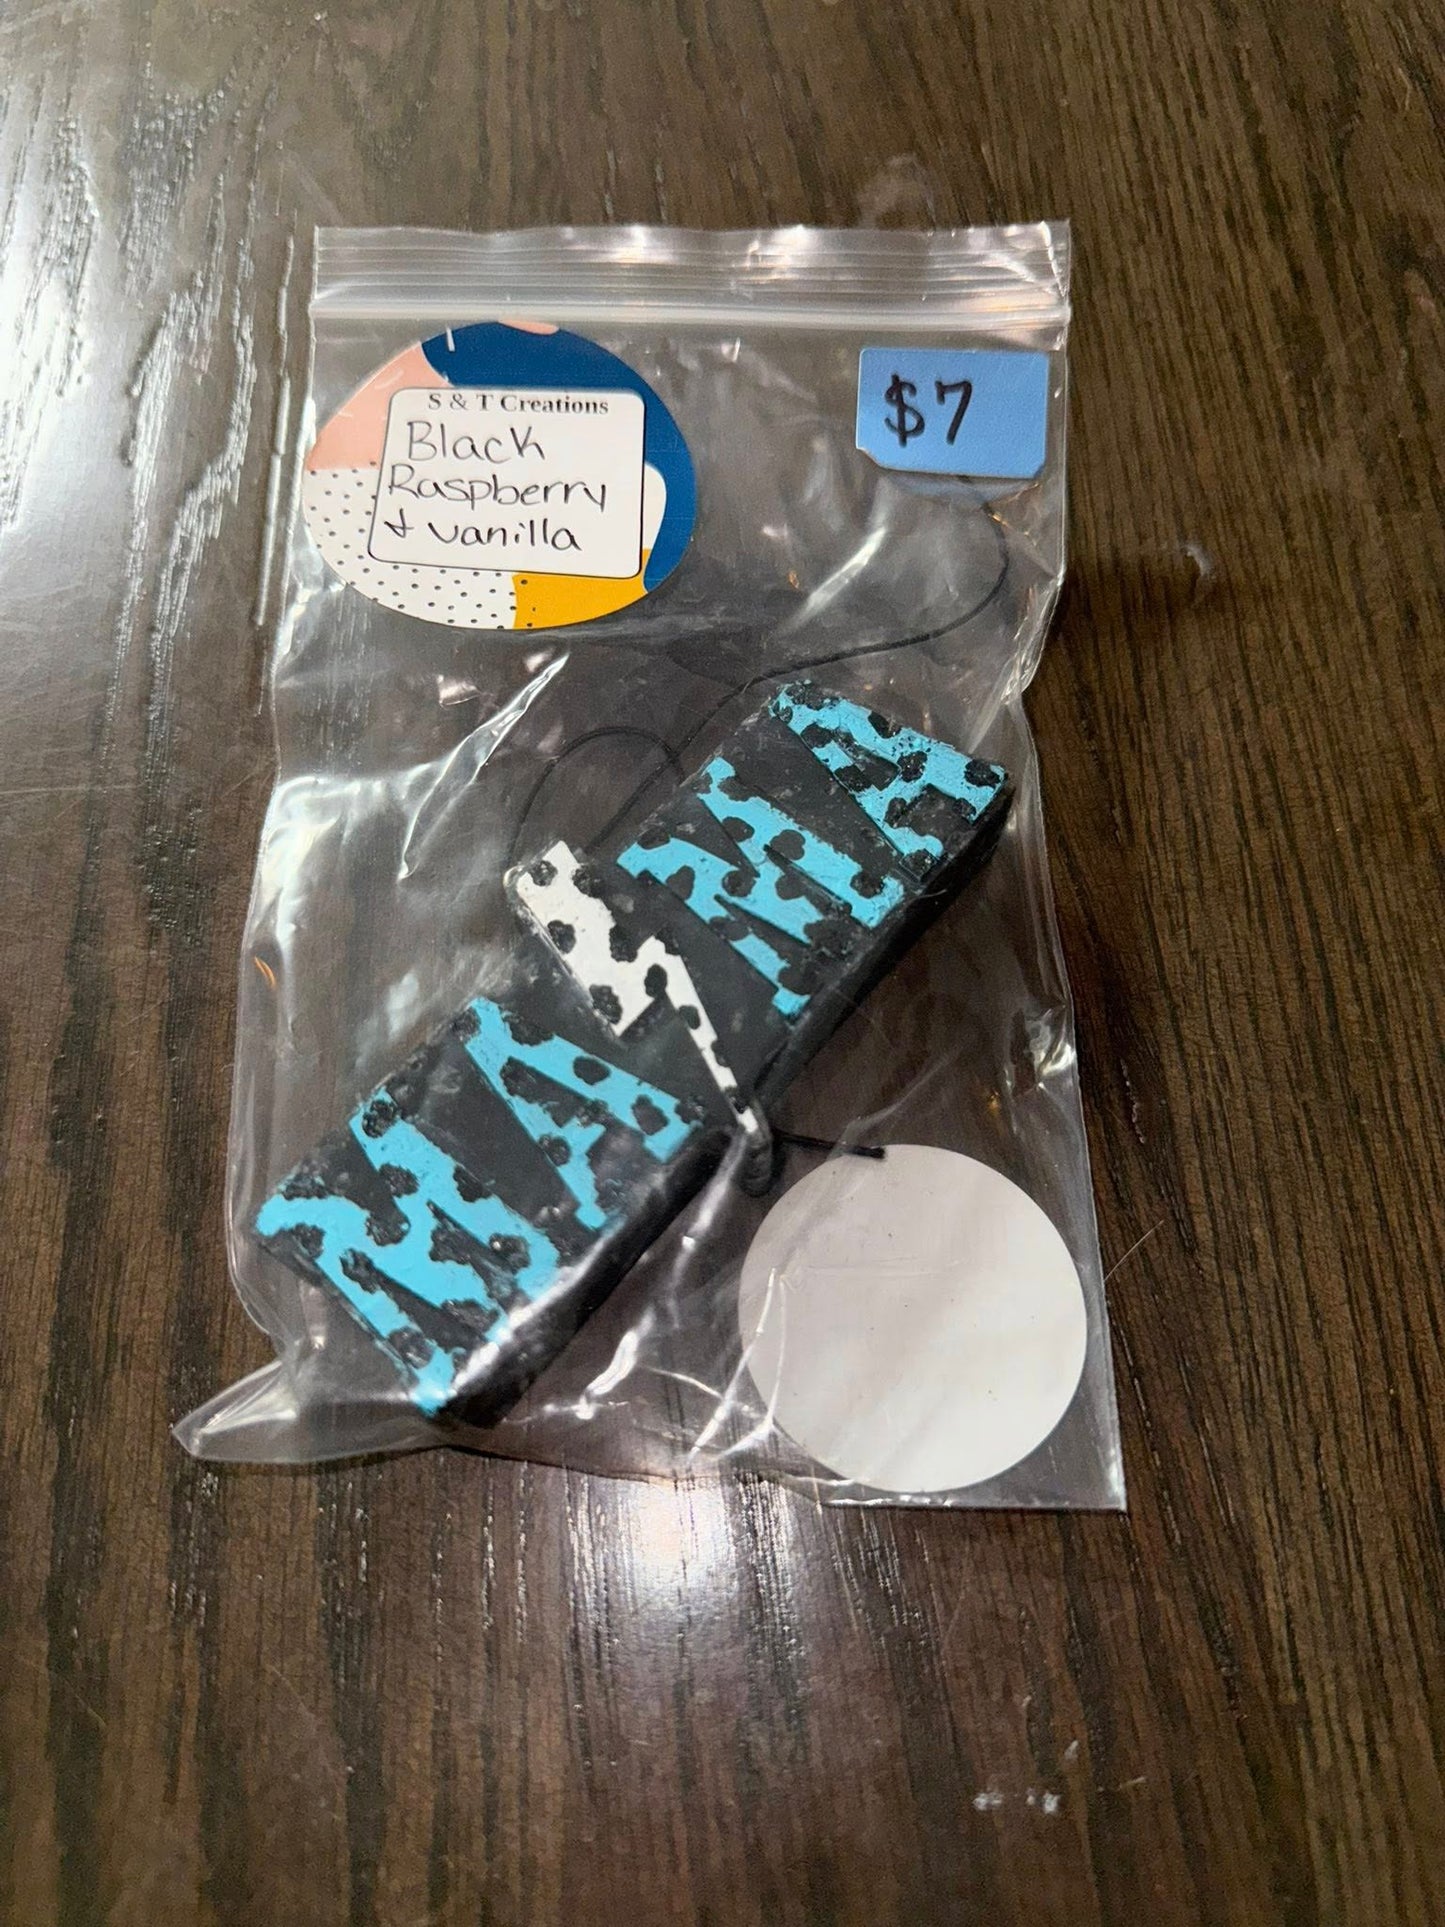 S & T Creations
Black
Raspberry
& vanilla
$7
MAMA